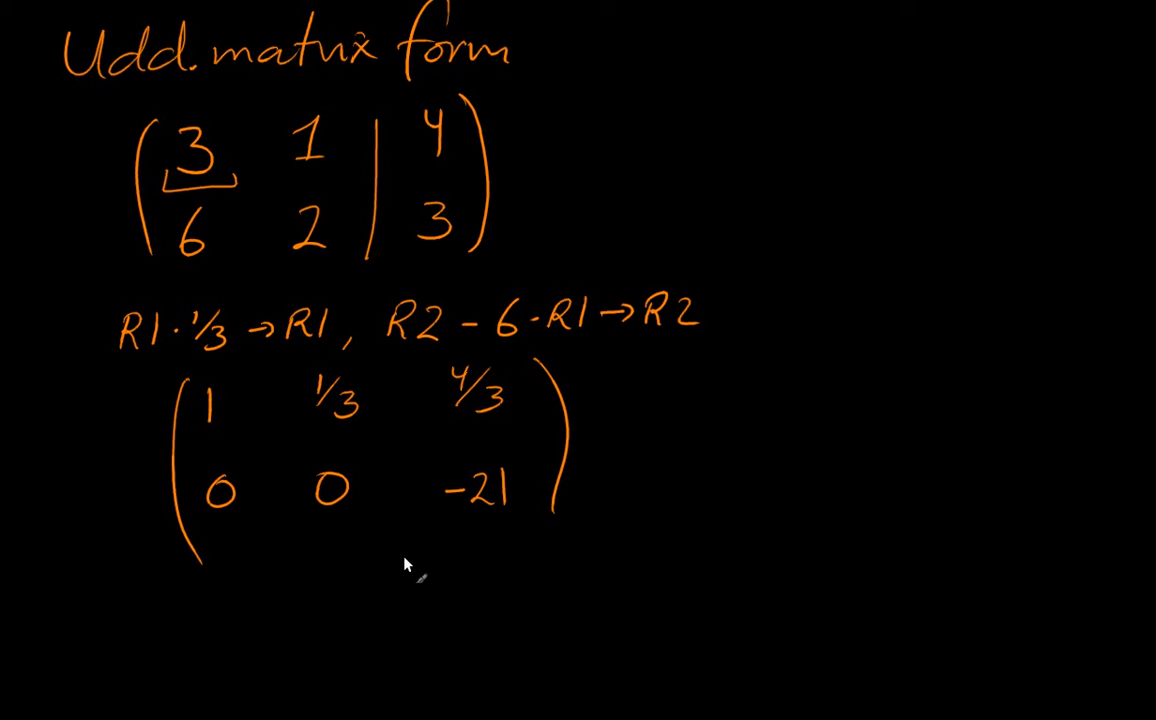 Udd. matrix form
( 3 1 | 4 )
( 6 2 | 3 )
R1 · 1/3 → R1, R2 - 6 · R1 → R2
( 1 1/3 4/3 )
( 0 0 -21 )